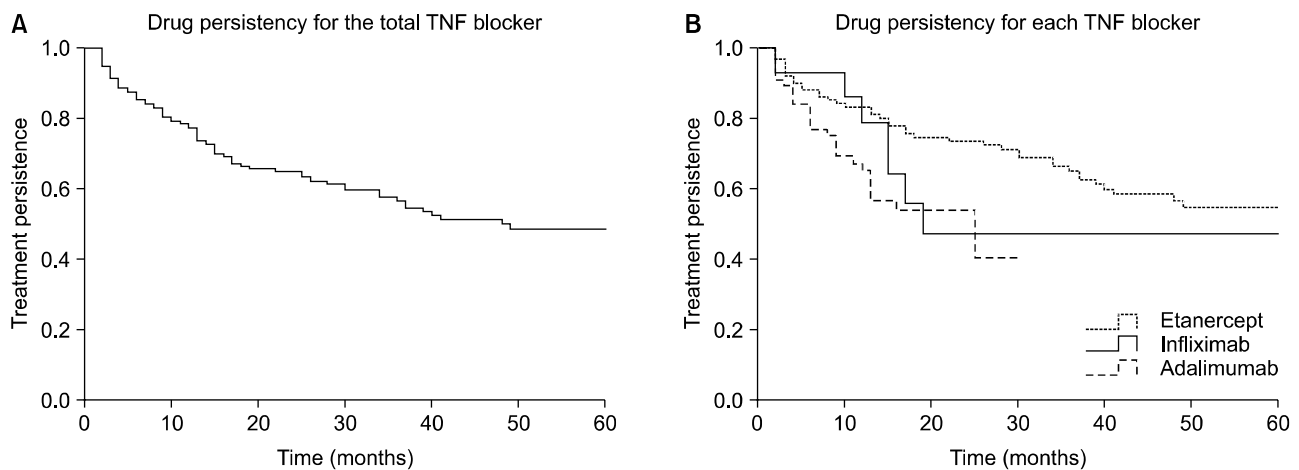 A
Drug persistency for the total TNF blocker
1.0
0.8
0.6
0.4
0.2
0
Treatment persistence
0 10 20 30 40 50 60
Time (months)
B
Drug persistency for each TNF blocker
1.0
0.8
0.6
0.4
0.2
0
Treatment persistence
Etanercept
Infliximab
Adalimumab
0 10 20 30 40 50 60
Time (months)